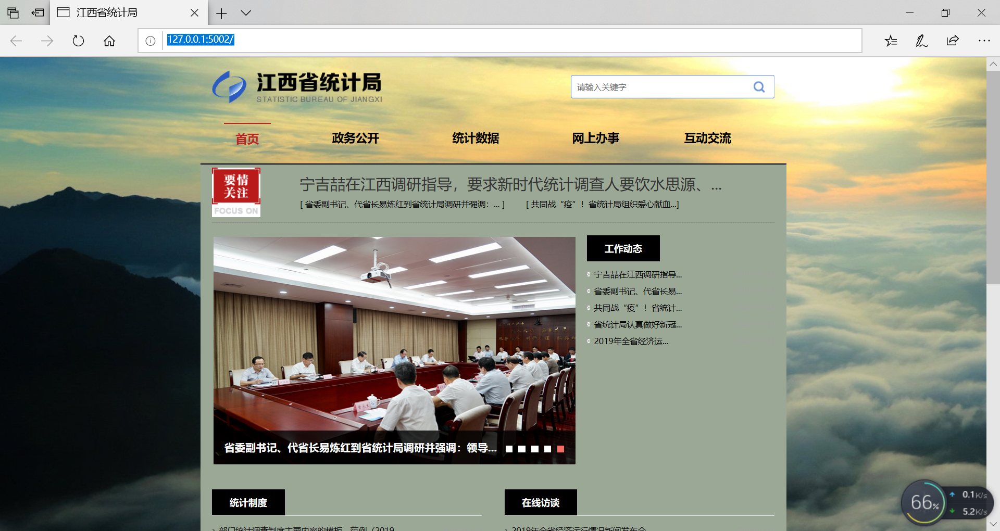 江西省统计局
127.0.0.1:5002/
江西省统计局
STATISTIC BUREAU OF JIANGXI
请输入关键字
首页
政务公开
统计数据
网上办事
互动交流
要情
关注
FOCUS ON
宁吉喆在江西调研指导，要求新时代统计调查人要饮水思源、...
[ 省委副书记、代省长易炼红到省统计局调研并强调：... ]
[ 共同战“疫”！省统计局组织爱心献血...]
工作动态
宁吉喆在江西调研指导...
省委副书记、代省长易...
共同战“疫”！省统计...
省统计局认真做好新冠...
2019年全省经济运...
省委副书记、代省长易炼红到省统计局调研并强调：领导...
统计制度
在线访谈
部门统计调查制度主要内容的模板、范例（2019
2019年全省经济运行情况新闻发布会
66%
0.1K/s
5.2K/s